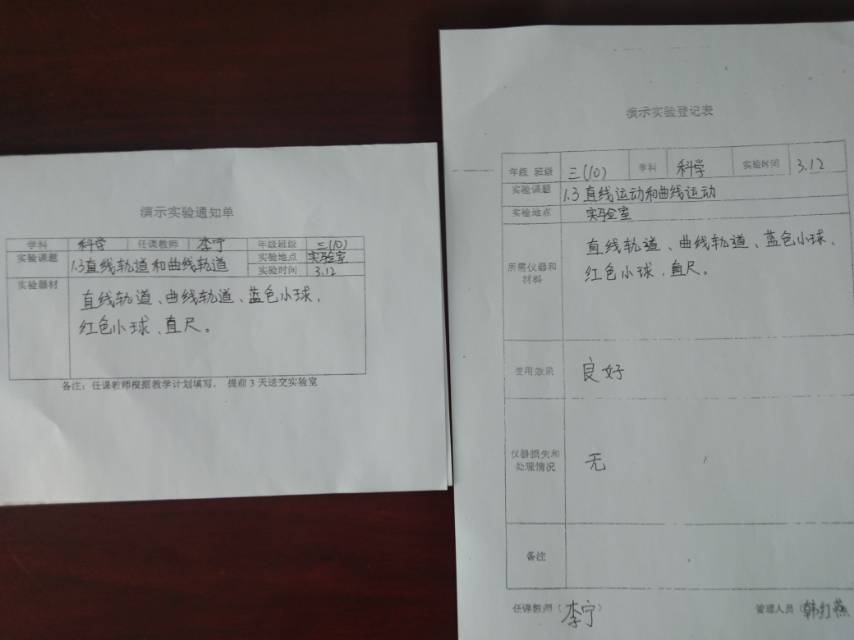 演示实验通知单
学科 科学 任课教师 李宁 年级班级 三(10)
实验课题 1.3直线轨道和曲线轨道 实验地点 实验室
实验时间 3.12
实验器材 直线轨道、曲线轨道、蓝色小球、
红色小球、直尺。
备注：任课教师根据教学计划填写，提前3天送交实验室
演示实验登记表
年级 班级 三(10) 学科 科学 实验时间 3.12
实验课题 1.3直线运动和曲线运动
实验地点 实验室
所需仪器和材料 直线轨道、曲线轨道、蓝色小球、
红色小球、直尺。
使用效果 良好
仪器损失和处理情况 无
备注
任课教师（李宁） 管理人员（韩红燕